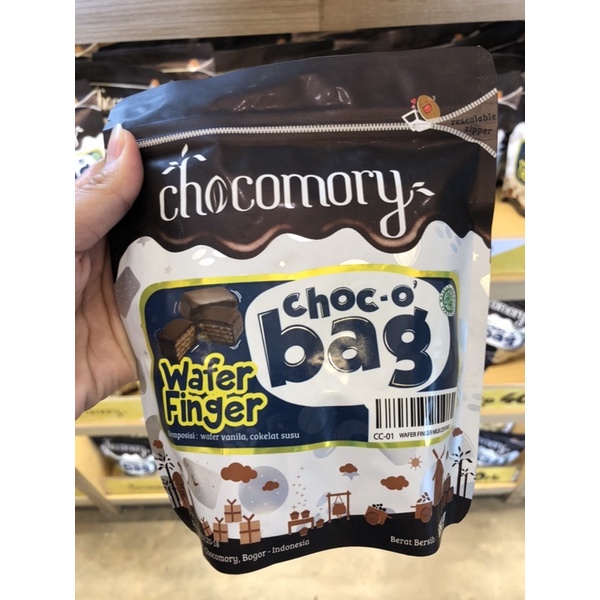 resealable
zipper
chocomory
choc-o'
bag
Wafer
Finger
Komposisi : wafer vanila, cokelat susu
CC-01 WAFER FINGER MILK
Chocomory, Bogor - Indonesia
Berat Bersih